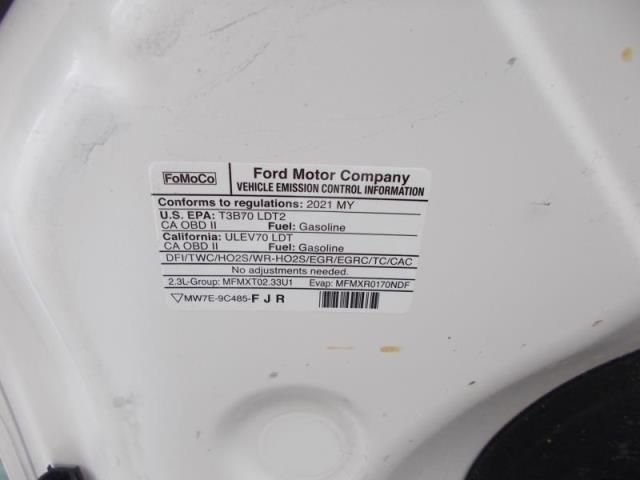 FoMoCo
Ford Motor Company
VEHICLE EMISSION CONTROL INFORMATION
Conforms to regulations: 2021 MY
U.S. EPA: T3B70 LDT2
CA OBD II Fuel: Gasoline
California: ULEV70 LDT
CA OBD II Fuel: Gasoline
DFI/TWC/HO2S/WR-HO2S/EGR/EGRC/TC/CAC
No adjustments needed.
2.3L-Group: MFMXT02.33U1 Evap: MFMXR0170NDF
MW7E-9C485-F J R